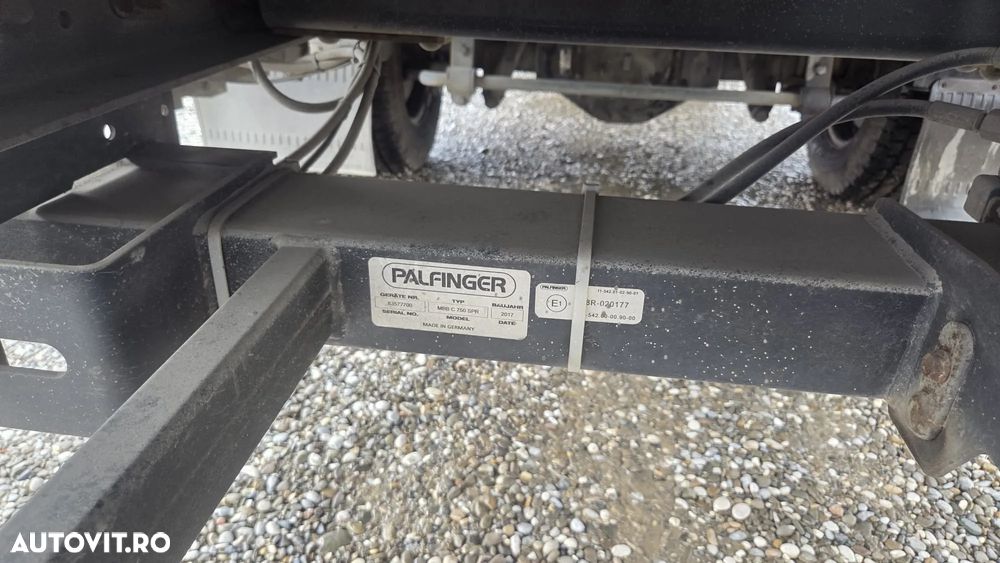 PALFINGER
GERÄTE NR. TYP BAUJAHR
83577700 MBB C 750 SPR 2017
SERIAL NO. MODEL DATE
MADE IN GERMANY
PALFINGER
E1
R-020177
AUTOVIT.RO